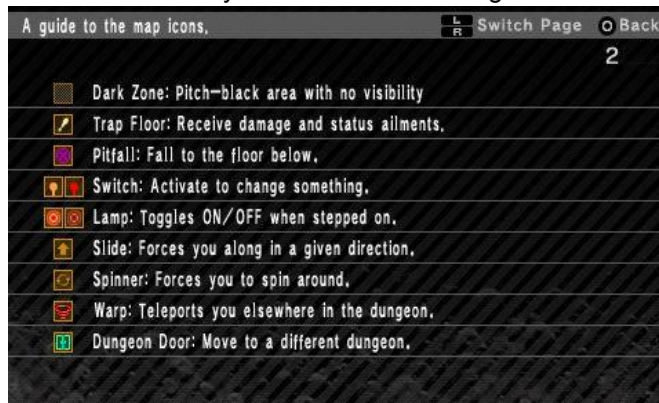 A guide to the map icons.
L R Switch Page O Back
2
Dark Zone: Pitch-black area with no visibility
Trap Floor: Receive damage and status ailments.
Pitfall: Fall to the floor below.
Switch: Activate to change something.
Lamp: Toggles ON/OFF when stepped on.
Slide: Forces you along in a given direction.
Spinner: Forces you to spin around.
Warp: Teleports you elsewhere in the dungeon.
Dungeon Door: Move to a different dungeon.